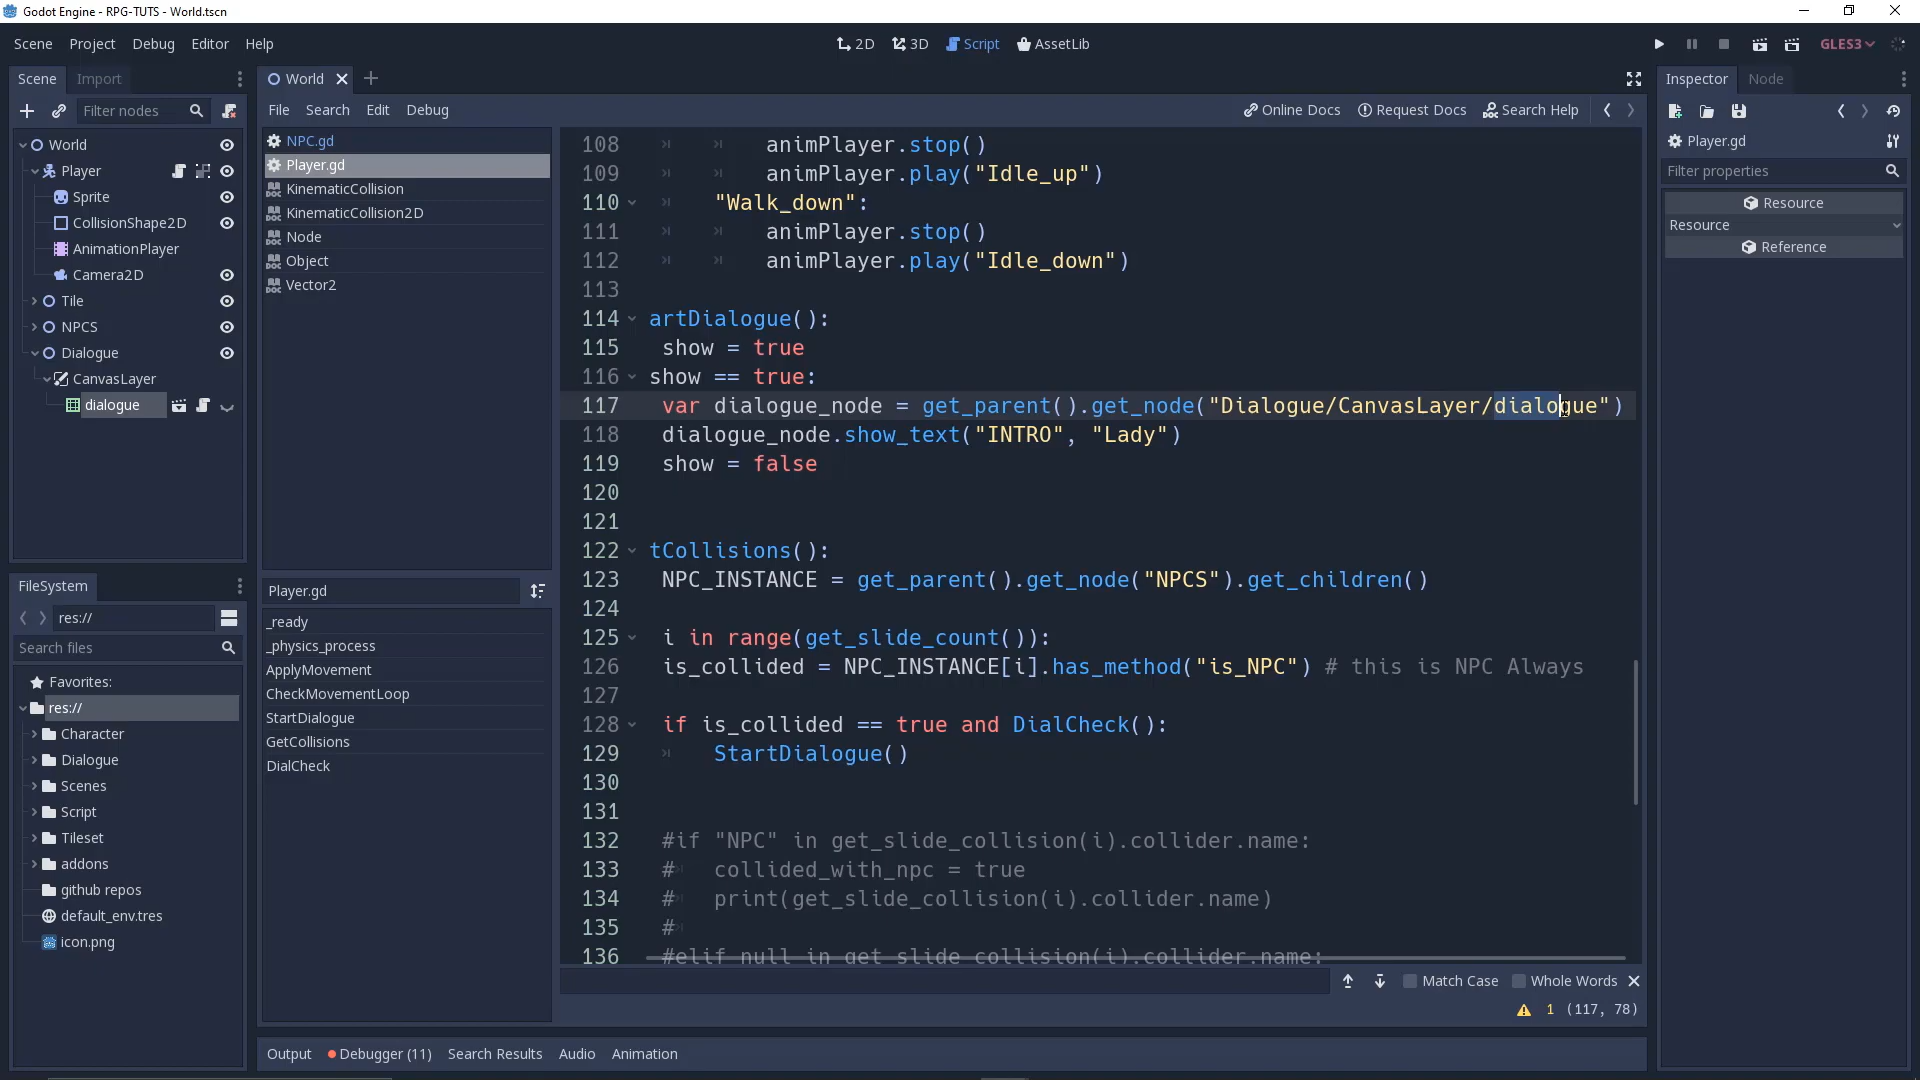 Godot Engine - RPG-TUTS - World.tscn
Scene Project Debug Editor Help
2D 3D Script AssetLib
GLES3
Scene Import
Filter nodes
World
Player
Sprite
CollisionShape2D
AnimationPlayer
Camera2D
Tile
NPCS
Dialogue
CanvasLayer
dialogue
FileSystem
res://
Search files
Favorites:
res://
Character
Dialogue
Scenes
Script
Tileset
addons
github repos
default_env.tres
icon.png
World
File Search Edit Debug
Online Docs Request Docs Search Help
NPC.gd
Player.gd
KinematicCollision
KinematicCollision2D
Node
Object
Vector2
Player.gd
_ready
_physics_process
ApplyMovement
CheckMovementLoop
StartDialogue
GetCollisions
DialCheck
108 animPlayer.stop()
109 animPlayer.play("Idle_up")
110 "Walk_down":
111 animPlayer.stop()
112 animPlayer.play("Idle_down")
113
114 artDialogue():
115 show = true
116 show == true:
117 var dialogue_node = get_parent().get_node("Dialogue/CanvasLayer/dialogue")
118 dialogue_node.show_text("INTRO", "Lady")
119 show = false
120
121
122 tCollisions():
123 NPC_INSTANCE = get_parent().get_node("NPCS").get_children()
124
125 i in range(get_slide_count()):
126 is_collided = NPC_INSTANCE[i].has_method("is_NPC") # this is NPC Always
127
128 if is_collided == true and DialCheck():
129 StartDialogue()
130
131
132 #if "NPC" in get_slide_collision(i).collider.name:
133 # collided_with_npc = true
134 # print(get_slide_collision(i).collider.name)
135 #
136 #elif null in get_slide_collision(i).collider.name:
Match Case Whole Words
1 (117, 78)
Output Debugger (11) Search Results Audio Animation
Inspector Node
Player.gd
Filter properties
Resource
Resource
Reference